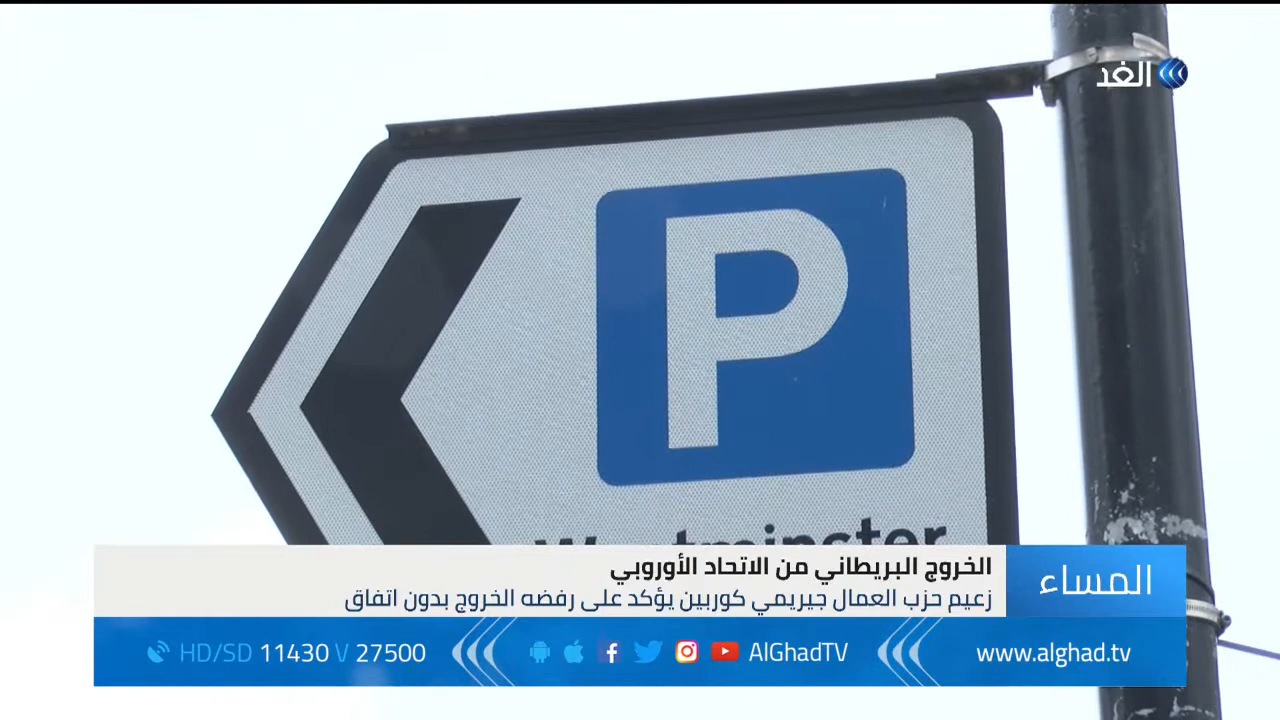 الغد
P
Westminster
المساء
الخروج البريطاني من الاتحاد الأوروبي
زعيم حزب العمال جيريمي كوربين يؤكد على رفضه الخروج بدون اتفاق
HD/SD 11430 V 27500
AlGhadTV
www.alghad.tv